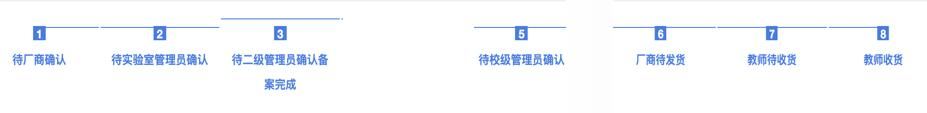 1 2 3 5 6 7 8
待厂商确认 待实验室管理员确认 待二级管理员确认备 待校级管理员确认 厂商待发货 教师待收货 教师收货
案完成